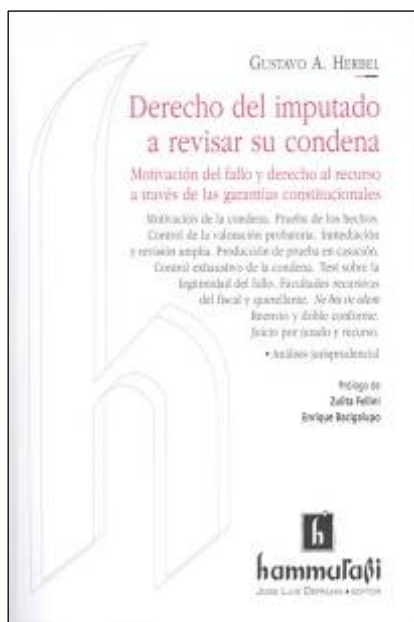 GUSTAVO A. HERBEL
Derecho del imputado
a revisar su condena
Motivación del fallo y derecho al recurso
a través de las garantías constitucionales
Motivación de la condena. Prueba de los hechos.
Control de la valoración probatoria. Inmediación
y revisión amplia. Producción de prueba en casación.
Control exhaustivo de la condena. Test sobre la
legitimidad del fallo. Facultades recursivas
del fiscal y querellante. Ne bis in idem
Reenvío y doble conforme.
Juicio por jurado y recurso.
• Análisis jurisprudencial
Prólogo de
Zulita Fellini
Enrique Bacigalupo
h
hammurabi
JOSE LUIS DEPALMA • EDITOR